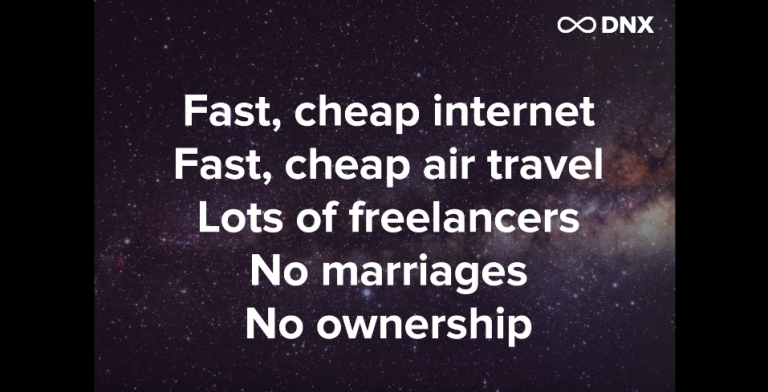 DNX
Fast, cheap internet
Fast, cheap air travel
Lots of freelancers
No marriages
No ownership